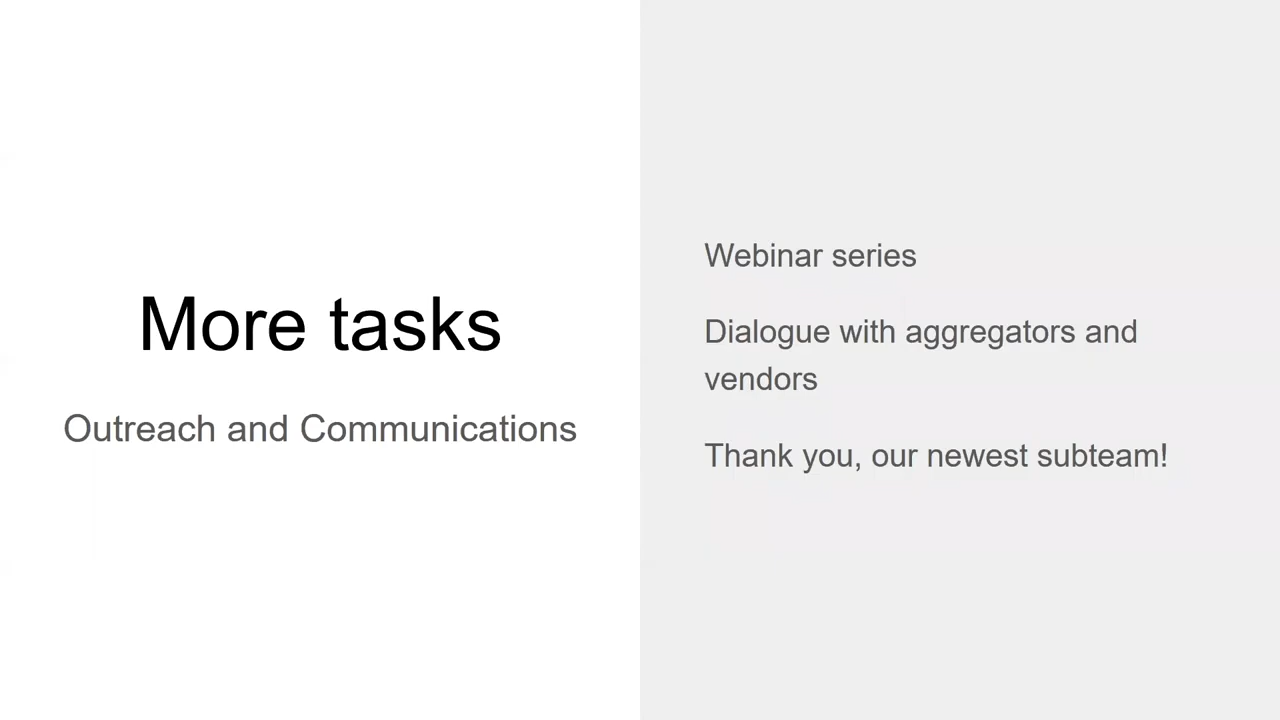 More tasks
Outreach and Communications
Webinar series
Dialogue with aggregators and
vendors
Thank you, our newest subteam!